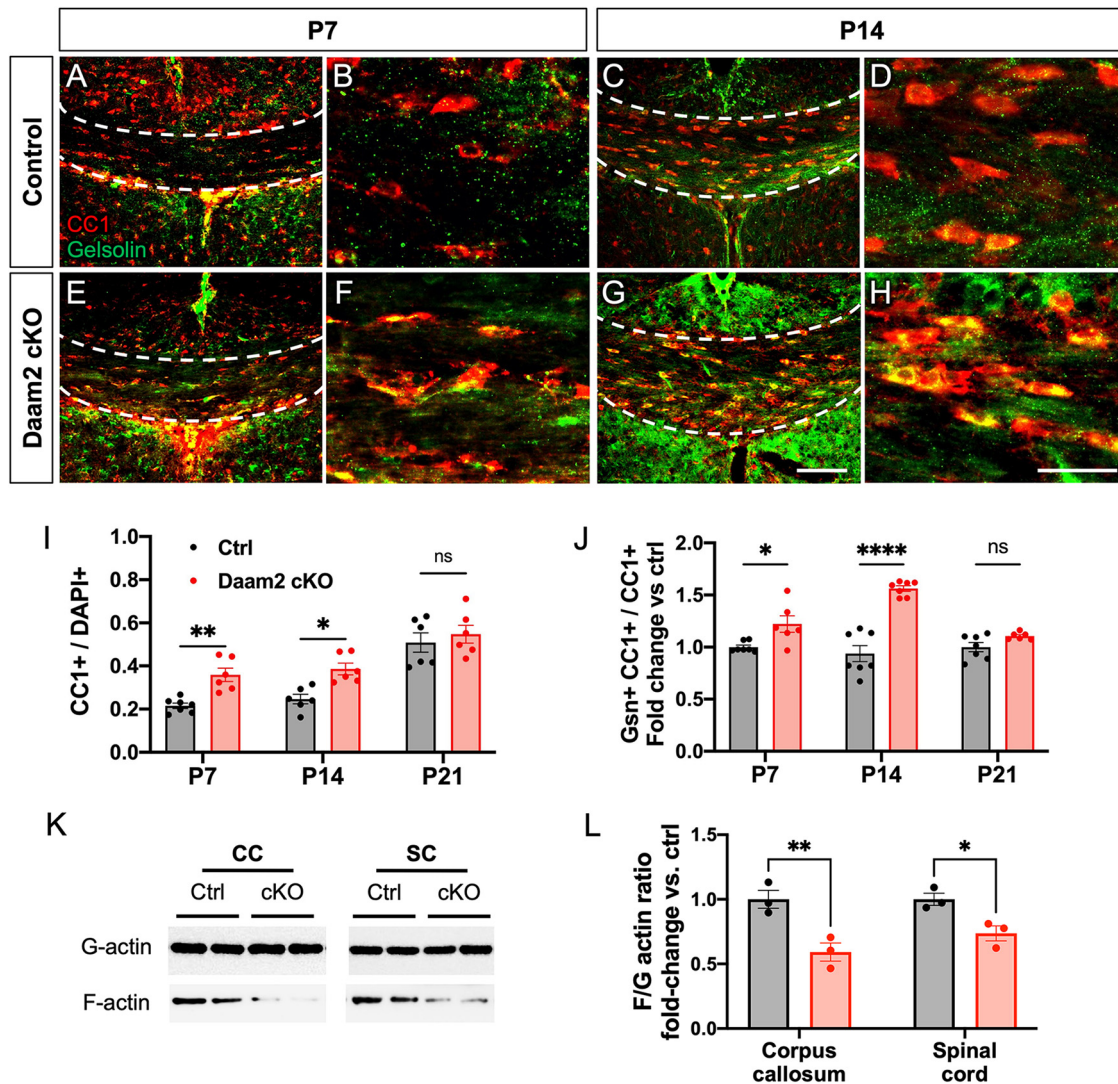 P7
P14
Control
A
B
C
D
CC1
Gelsolin
Daam2 cKO
E
F
G
H
I
CC1+ / DAPI+
1.0
0.8
0.6
0.4
0.2
0.0
Ctrl
Daam2 cKO
**
*
ns
P7
P14
P21
J
Gsn+ CC1+ / CC1+
Fold change vs ctrl
2.0
1.5
1.0
0.5
0.0
*
****
ns
P7
P14
P21
K
CC
SC
Ctrl
cKO
Ctrl
cKO
G-actin
F-actin
L
F/G actin ratio
fold-change vs. ctrl
1.5
1.0
0.5
0.0
**
*
Corpus
callosum
Spinal
cord